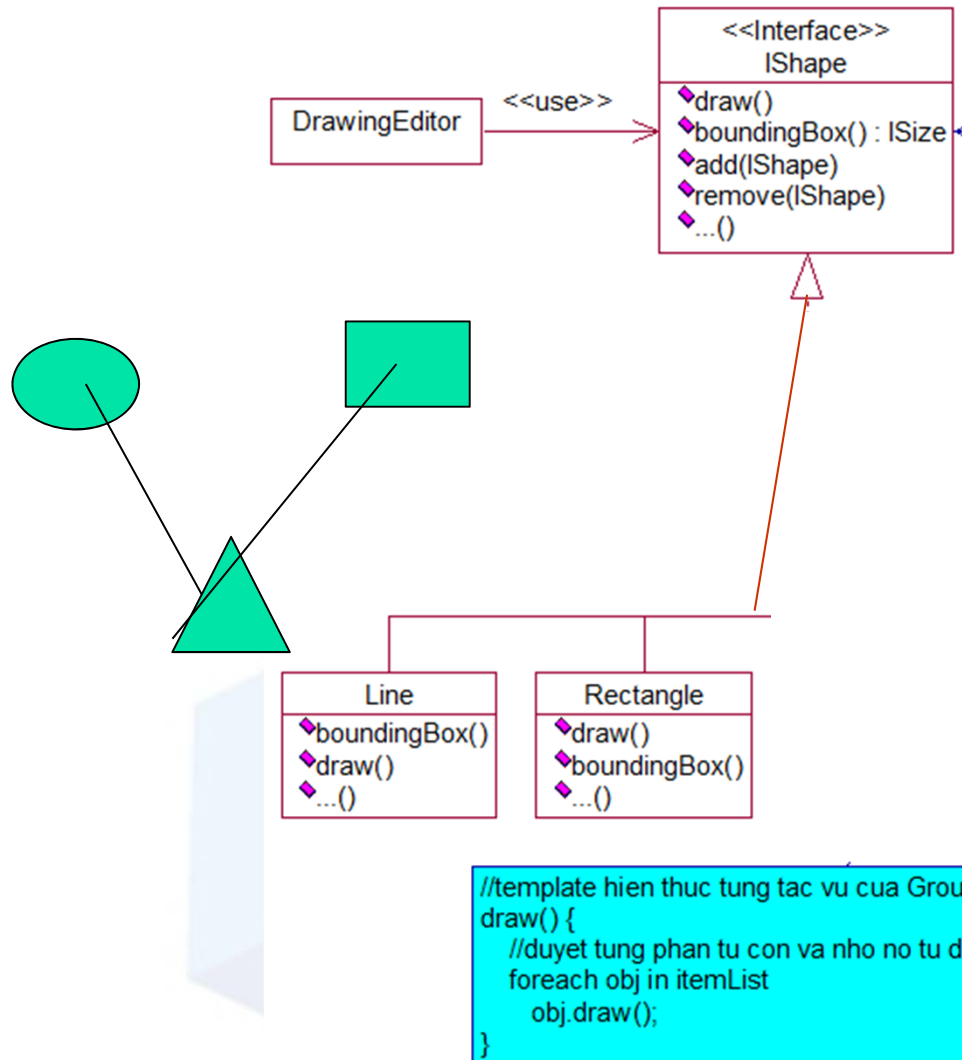 <<Interface>>
IShape
draw()
boundingBox() : ISize
add(IShape)
remove(IShape)
...()
DrawingEditor
<<use>>
Line
boundingBox()
draw()
...()
Rectangle
draw()
boundingBox()
...()
//template hien thuc tung tac vu cua Grou
draw() {
//duyet tung phan tu con va nho no tu d
foreach obj in itemList
obj.draw();
}